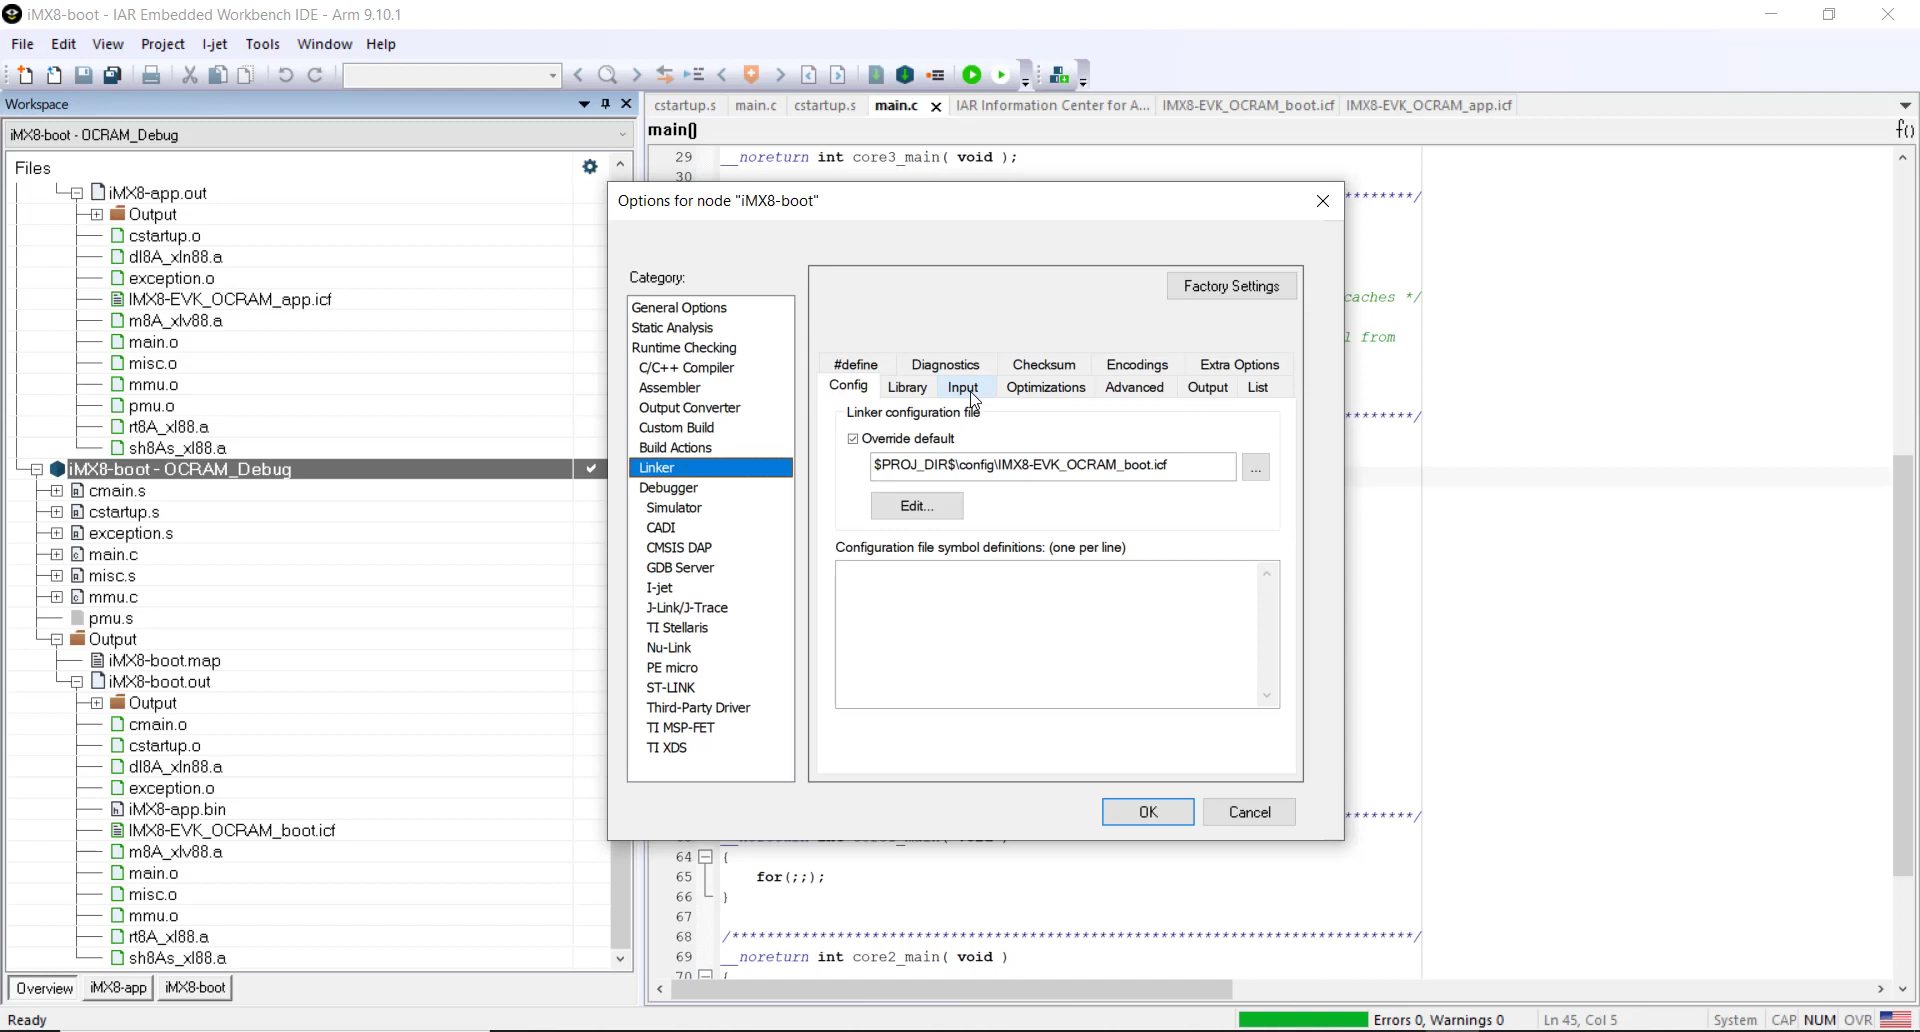 iMX8-boot - IAR Embedded Workbench IDE - Arm 9.10.1
File Edit View Project I-jet Tools Window Help
Workspace
iMX8-boot - OCRAM_Debug
Files
iMX8-app.out
Output
cstartup.o
dl8A_xln88.a
exception.o
IMX8-EVK_OCRAM_app.icf
m8A_xlv88.a
main.o
misc.o
mmu.o
pmu.o
rt8A_xl88.a
sh8As_xl88.a
iMX8-boot - OCRAM_Debug
cmain.s
cstartup.s
exception.s
main.c
misc.s
mmu.c
pmu.s
Output
iMX8-boot.map
iMX8-boot.out
Output
cmain.o
cstartup.o
dl8A_xln88.a
exception.o
iMX8-app.bin
IMX8-EVK_OCRAM_boot.icf
m8A_xlv88.a
main.o
misc.o
mmu.o
rt8A_xl88.a
sh8As_xl88.a
Overview iMX8-app iMX8-boot
cstartup.s main.c cstartup.s main.c IAR Information Center for A... IMX8-EVK_OCRAM_boot.icf IMX8-EVK_OCRAM_app.icf
main() f()
29 __noreturn int core3_main( void );
30
*******/
caches */
l from
*******/
*******/
64 {
65 for(;;);
66 }
67
68 /******************************************************************************/
69 __noreturn int core2_main( void )
70 {
Options for node "iMX8-boot"
Category:
General Options
Static Analysis
Runtime Checking
C/C++ Compiler
Assembler
Output Converter
Custom Build
Build Actions
Linker
Debugger
Simulator
CADI
CMSIS DAP
GDB Server
I-jet
J-Link/J-Trace
TI Stellaris
Nu-Link
PE micro
ST-LINK
Third-Party Driver
TI MSP-FET
TI XDS
Factory Settings
#define Diagnostics Checksum Encodings Extra Options
Config Library Input Optimizations Advanced Output List
Linker configuration file
Override default
$PROJ_DIR$\config\IMX8-EVK_OCRAM_boot.icf
...
Edit...
Configuration file symbol definitions: (one per line)
OK Cancel
Ready Errors 0, Warnings 0 Ln 45, Col 5 System CAP NUM OVR